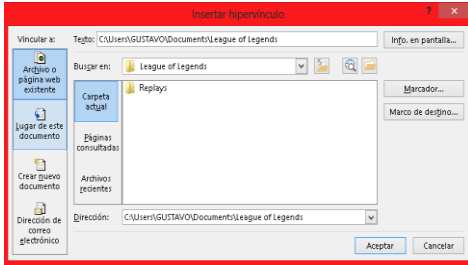 Insertar hipervínculo
? ×
Vincular a:
Texto: C:\Users\GUSTAVO\Documents\League of Legends
Info. en pantalla...
Archivo o
página web
existente
Lugar de este
documento
Crear nuevo
documento
Dirección de
correo
electrónico
Buscar en: League of Legends
Carpeta
actual
Páginas
consultadas
Archivos
recientes
Replays
Marcador...
Marco de destino...
Dirección: C:\Users\GUSTAVO\Documents\League of Legends
Aceptar
Cancelar